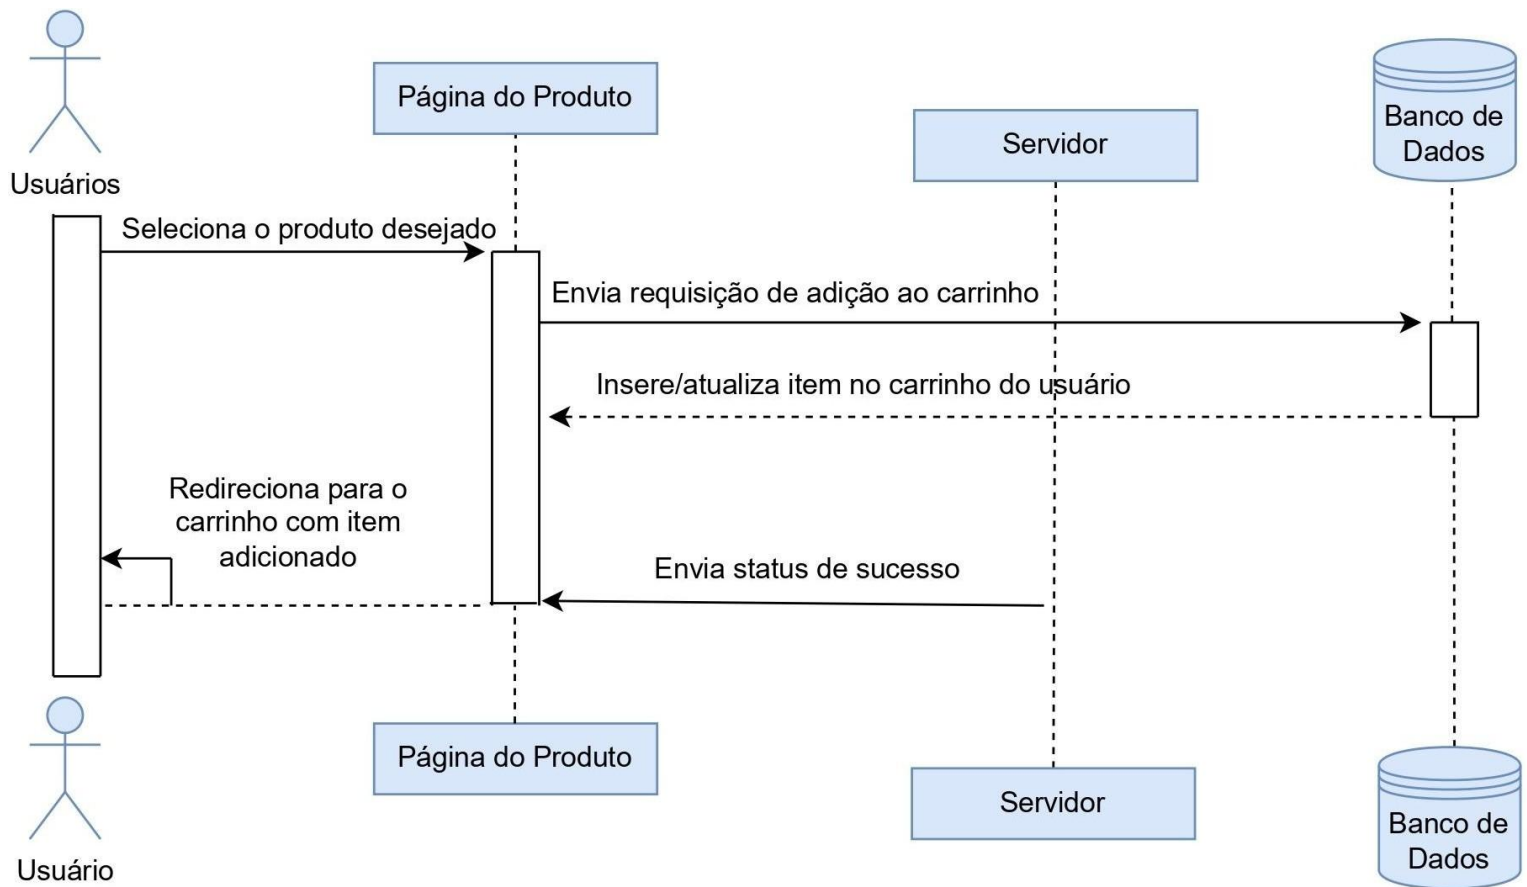 Página do Produto
Servidor
Banco de
Dados
Usuários
Seleciona o produto desejado
Envia requisição de adição ao carrinho
Insere/atualiza item no carrinho do usuário
Redireciona para o
carrinho com item
adicionado
Envia status de sucesso
Página do Produto
Servidor
Banco de
Dados
Usuário